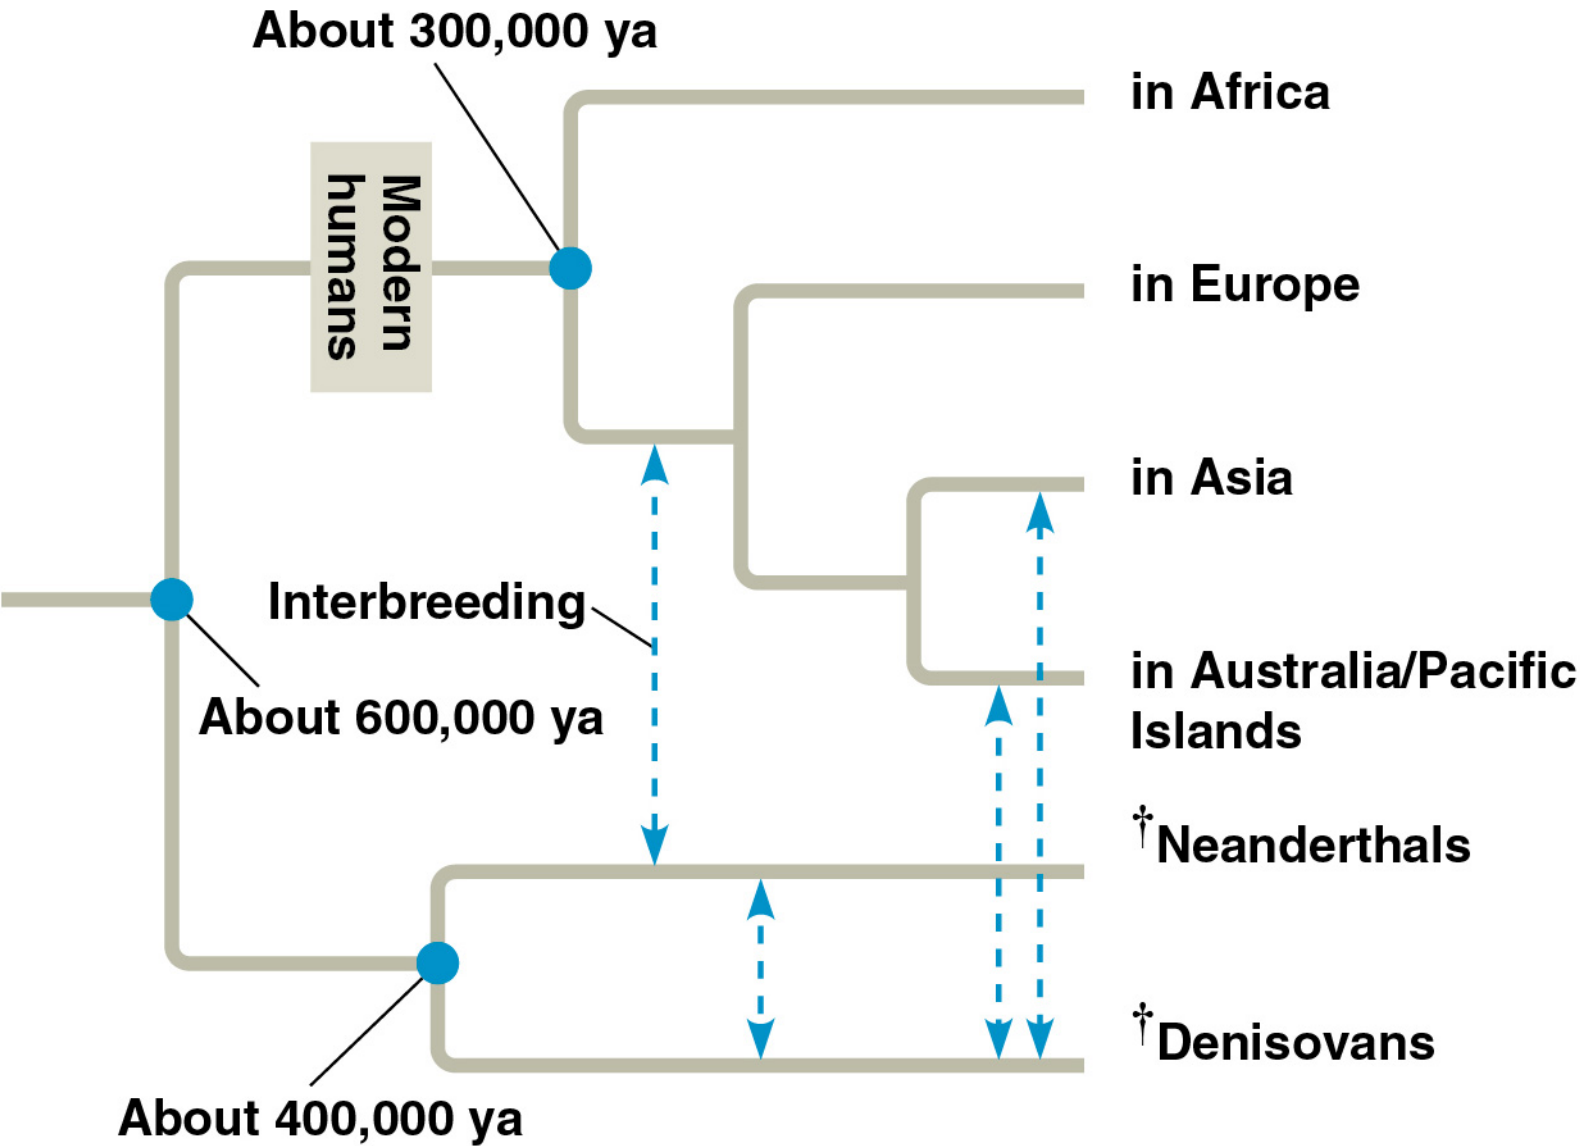 About 300,000 ya
in Africa
Modern
humans
in Europe
in Asia
Interbreeding
in Australia/Pacific
Islands
About 600,000 ya
†Neanderthals
†Denisovans
About 400,000 ya